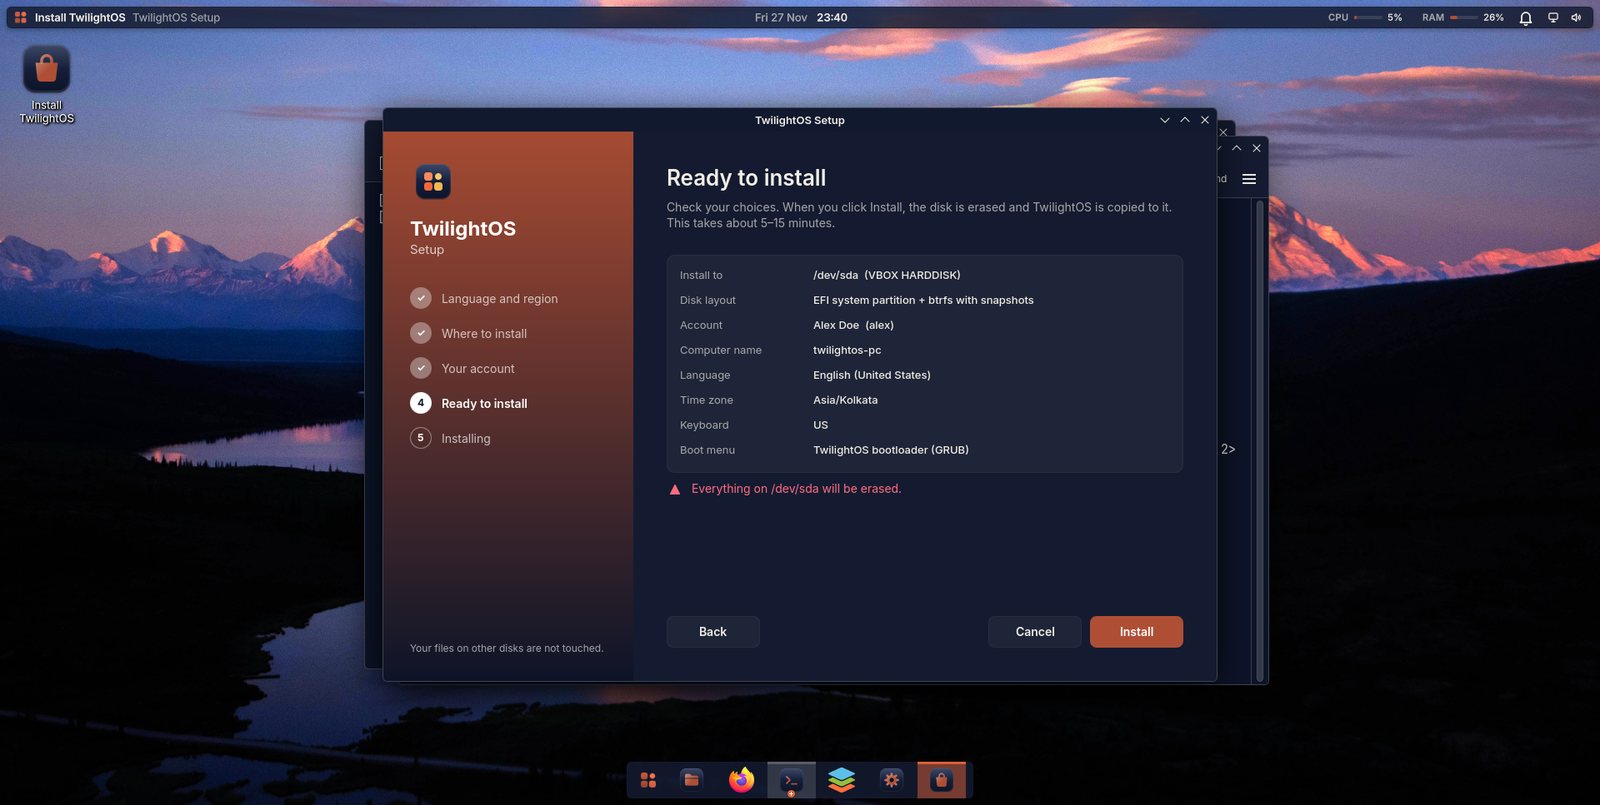 Install TwilightOS TwilightOS Setup
Fri 27 Nov 23:40
CPU 5% RAM 26%
Install
TwilightOS
TwilightOS Setup
TwilightOS
Setup
Language and region
Where to install
Your account
4 Ready to install
5 Installing
Your files on other disks are not touched.
Ready to install
Check your choices. When you click Install, the disk is erased and TwilightOS is copied to it.
This takes about 5–15 minutes.
Install to /dev/sda (VBOX HARDDISK)
Disk layout EFI system partition + btrfs with snapshots
Account Alex Doe (alex)
Computer name twilightos-pc
Language English (United States)
Time zone Asia/Kolkata
Keyboard US
Boot menu TwilightOS bootloader (GRUB)
Everything on /dev/sda will be erased.
Back Cancel Install
nd
2>